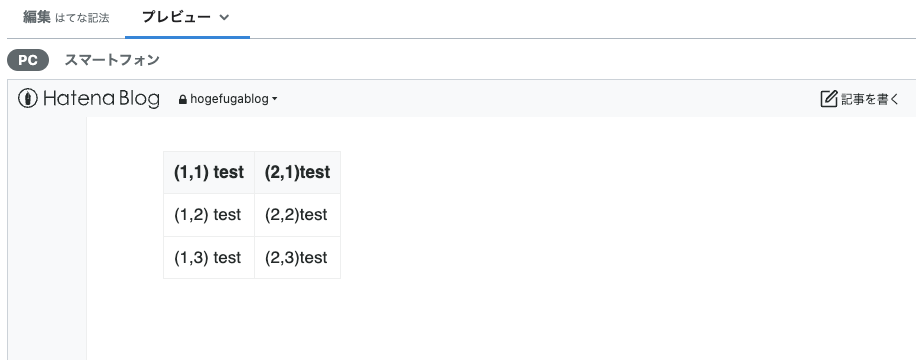 編集 はてな記法 プレビュー
PC スマートフォン
Hatena Blog hogefugablog 記事を書く
(1,1) test (2,1)test
(1,2) test (2,2)test
(1,3) test (2,3)test